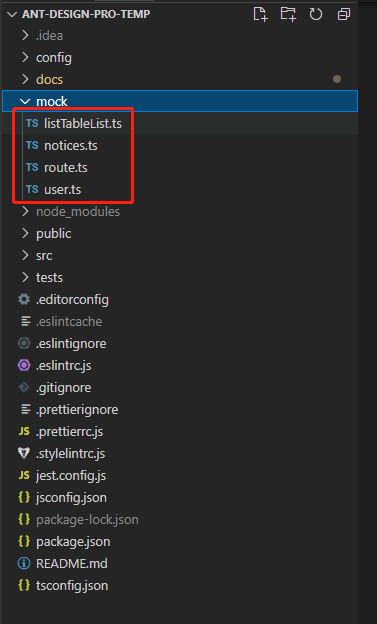 ANT-DESIGN-PRO-TEMP
.idea
config
docs
mock
TS listTableList.ts
TS notices.ts
TS route.ts
TS user.ts
node_modules
public
src
tests
.editorconfig
.eslintcache
.eslintignore
.eslintrc.js
.gitignore
.prettierignore
JS .prettierrc.js
.stylelintrc.js
JS jest.config.js
{ } jsconfig.json
{ } package-lock.json
{ } package.json
README.md
{ } tsconfig.json